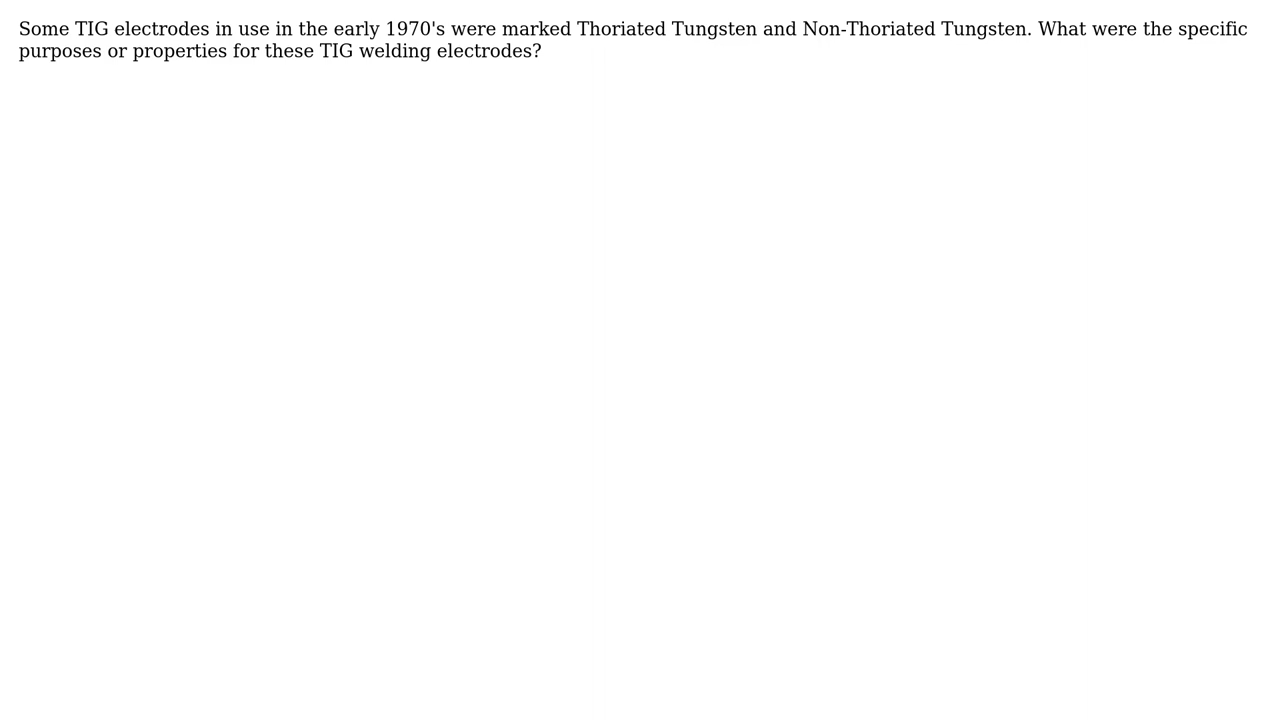 Some TIG electrodes in use in the early 1970's were marked Thoriated Tungsten and Non-Thoriated Tungsten. What were the specific
purposes or properties for these TIG welding electrodes?